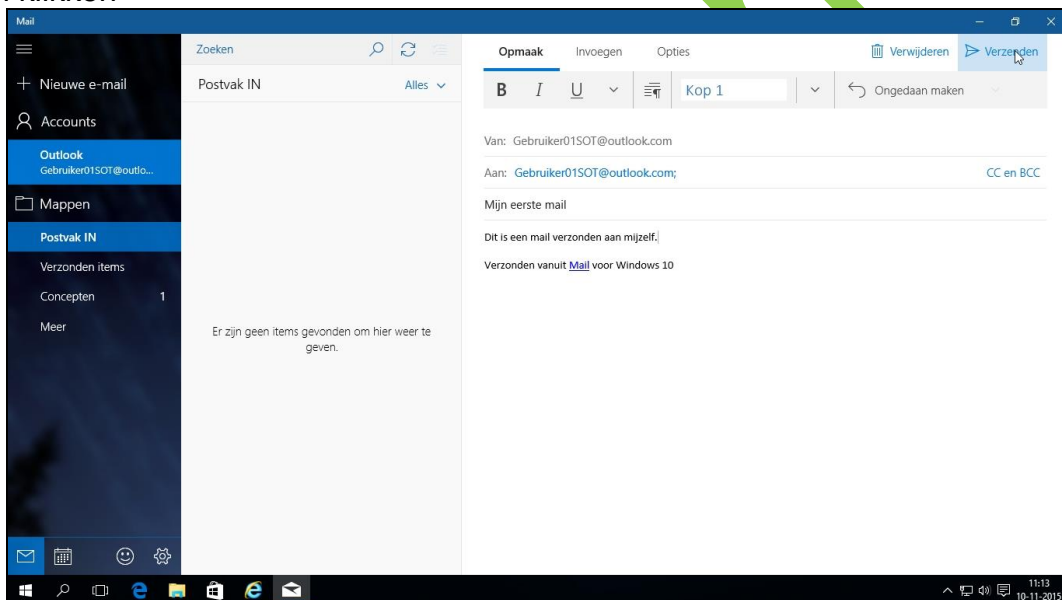 Mail
Zoeken
Opmaak Invoegen Opties Verwijderen Verzenden
Nieuwe e-mail
Postvak IN Alles
B I U Kop 1 Ongedaan maken
Accounts
Outlook
Gebruiker01SOT@outlo...
Van: Gebruiker01SOT@outlook.com
Aan: Gebruiker01SOT@outlook.com; CC en BCC
Mappen
Mijn eerste mail
Postvak IN
Dit is een mail verzonden aan mijzelf.
Verzonden items
Verzonden vanuit Mail voor Windows 10
Concepten 1
Meer
Er zijn geen items gevonden om hier weer te
geven.
11:13
10-11-2015